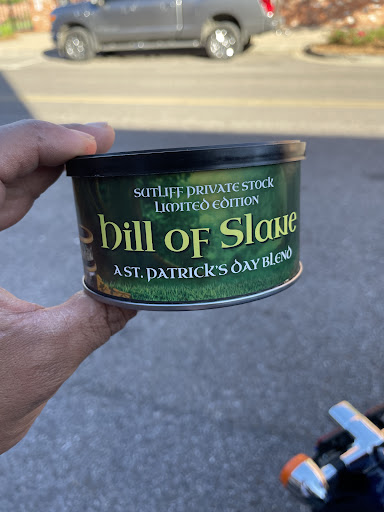 SUTLIFF PRIVATE STOCK
LIMITED EDITION
hill of Slane
A ST. PATRICK'S DAY BLEND